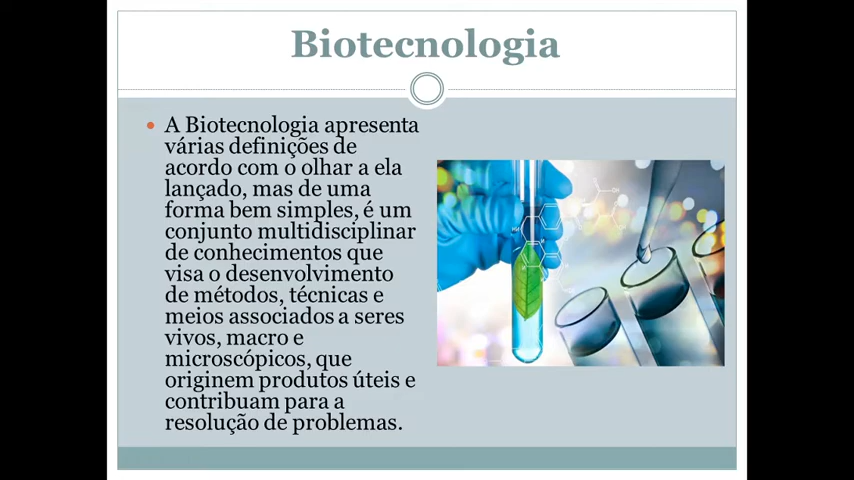 Biotecnologia
A Biotecnologia apresenta
várias definições de
acordo com o olhar a ela
lançado, mas de uma
forma bem simples, é um
conjunto multidisciplinar
de conhecimentos que
visa o desenvolvimento
de métodos, técnicas e
meios associados a seres
vivos, macro e
microscópicos, que
originem produtos úteis e
contribuam para a
resolução de problemas.